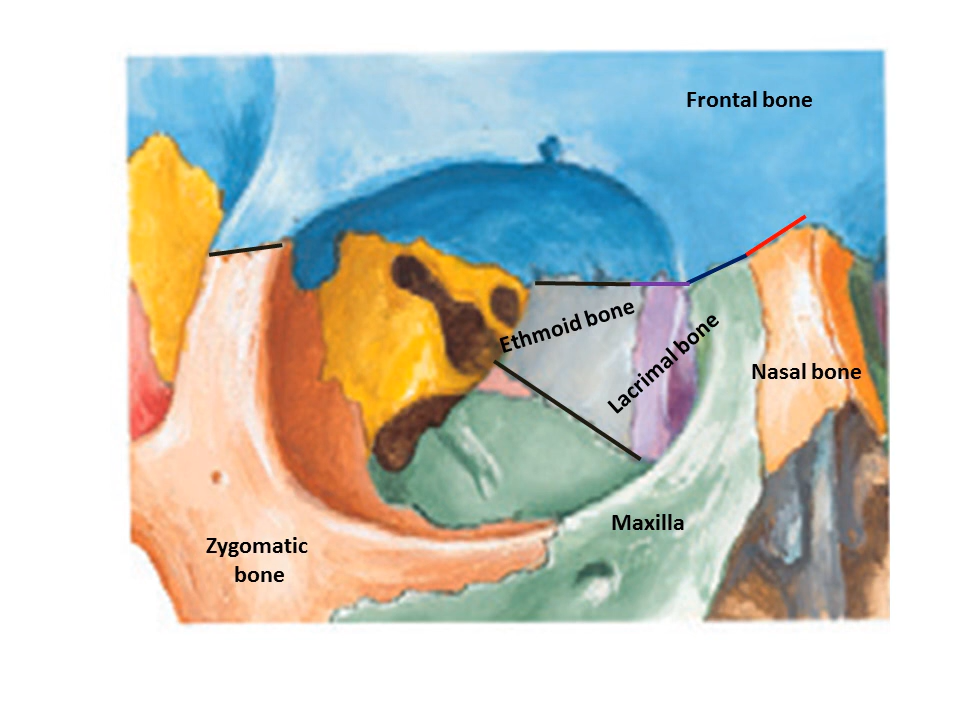 Frontal bone
Ethmoid bone
Lacrimal bone
Nasal bone
Maxilla
Zygomatic
bone